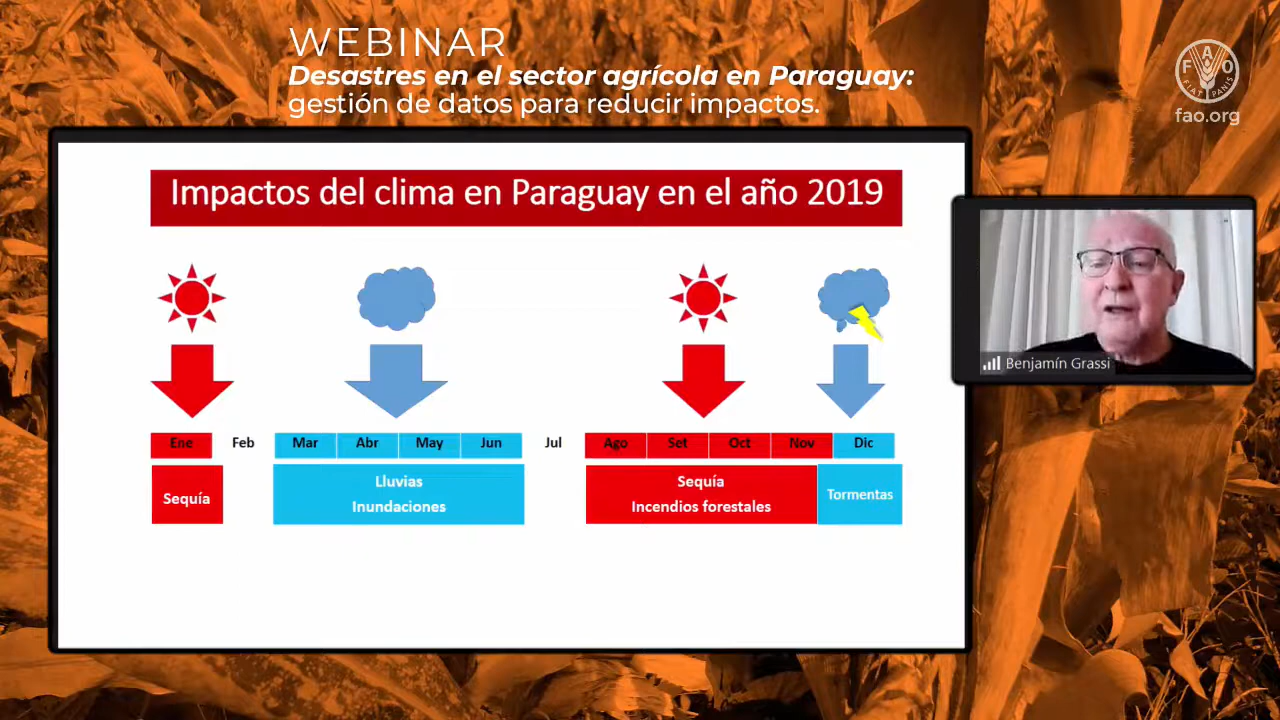 WEBINAR
Desastres en el sector agrícola en Paraguay:
gestión de datos para reducir impactos.
F A O
FIAT PANIS
fao.org
Impactos del clima en Paraguay en el año 2019
Ene Feb Mar Abr May Jun Jul Ago Set Oct Nov Dic
Sequía
Lluvias
Inundaciones
Sequía
Incendios forestales
Tormentas
Benjamín Grassi